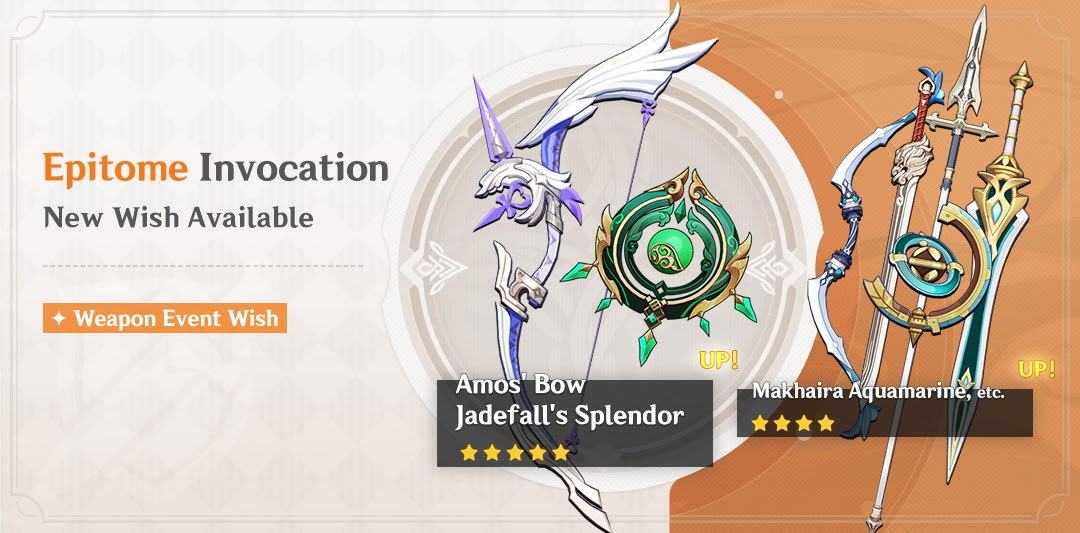 Epitome Invocation
New Wish Available
✦ Weapon Event Wish
UP!
Amos' Bow
Jadefall's Splendor
UP!
Makhaira Aquamarine, etc.